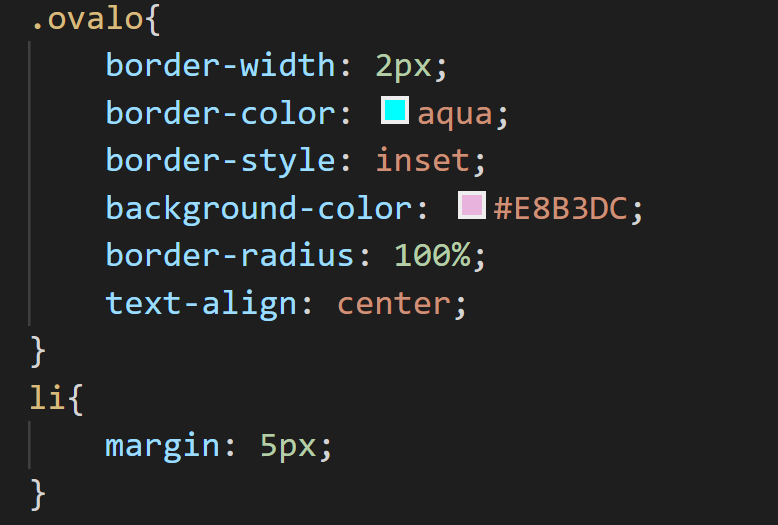 .ovalo{
    border-width: 2px;
    border-color: aqua;
    border-style: inset;
    background-color: #E8B3DC;
    border-radius: 100%;
    text-align: center;
}
li{
    margin: 5px;
}